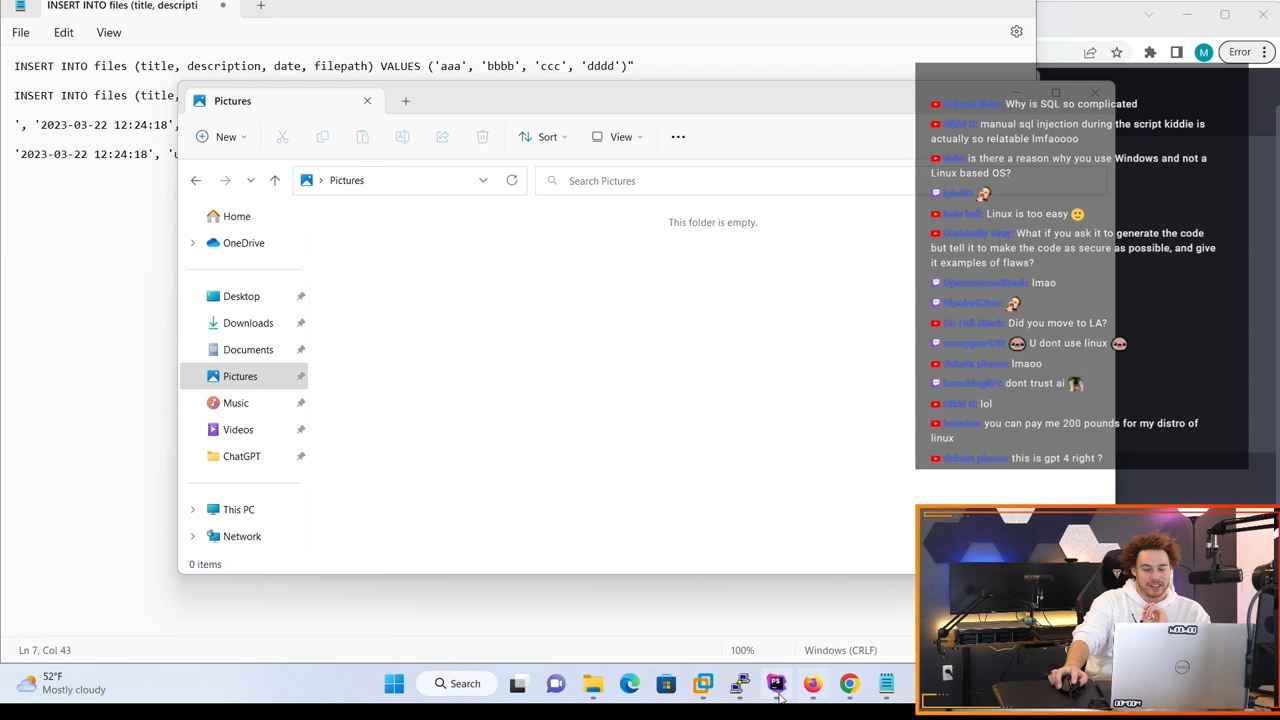 INSERT INTO files (title, descripti
File
Edit
View
INSERT INTO files (title, description, date, filepath) VALUES ('aaa', 'bbb', 'ccc', 'dddd')"
INSERT INTO files (title,
', '2023-03-22 12:24:18',
'2023-03-22 12:24:18', 'u
Error
M
Pictures
New
Sort
View
Pictures
Search Pictures
This folder is empty.
Home
OneDrive
Desktop
Downloads
Documents
Pictures
Music
Videos
ChatGPT
This PC
Network
0 items
Why is SQL so complicated
manual sql injection during the script kiddie is
actually so relatable lmfaoooo
is there a reason why you use Windows and not a
Linux based OS?
Linux is too easy
What if you ask it to generate the code
but tell it to make the code as secure as possible, and give
it examples of flaws?
lmao
Did you move to LA?
U dont use linux
lmaoo
dont trust ai
lol
you can pay me 200 pounds for my distro of
linux
this is gpt 4 right ?
Ln 7, Col 43
100%
Windows (CRLF)
52°F
Mostly cloudy
Search
PS
DELL